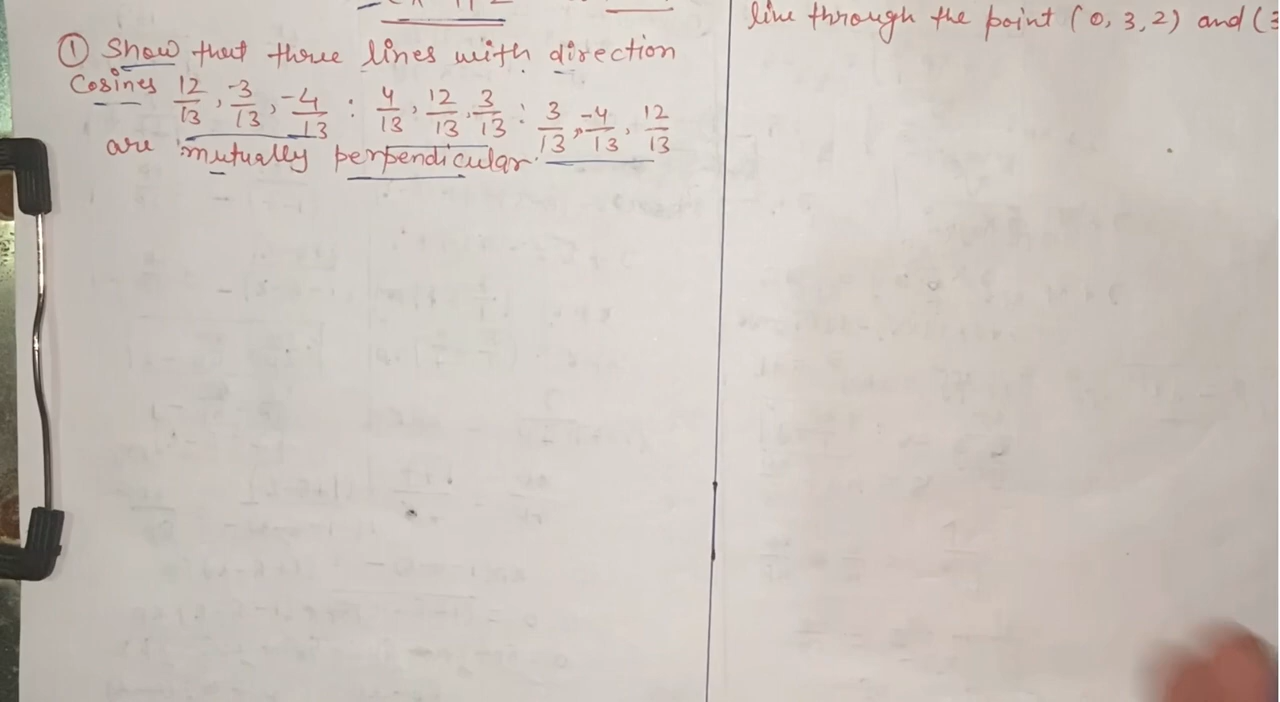 ① Show that three lines with direction
Cosines 12/13, -3/13, -4/13 : 4/13, 12/13, 3/13 : 3/13, -4/13, 12/13
are mutually perpendicular.
line through the point (0, 3, 2) and (3